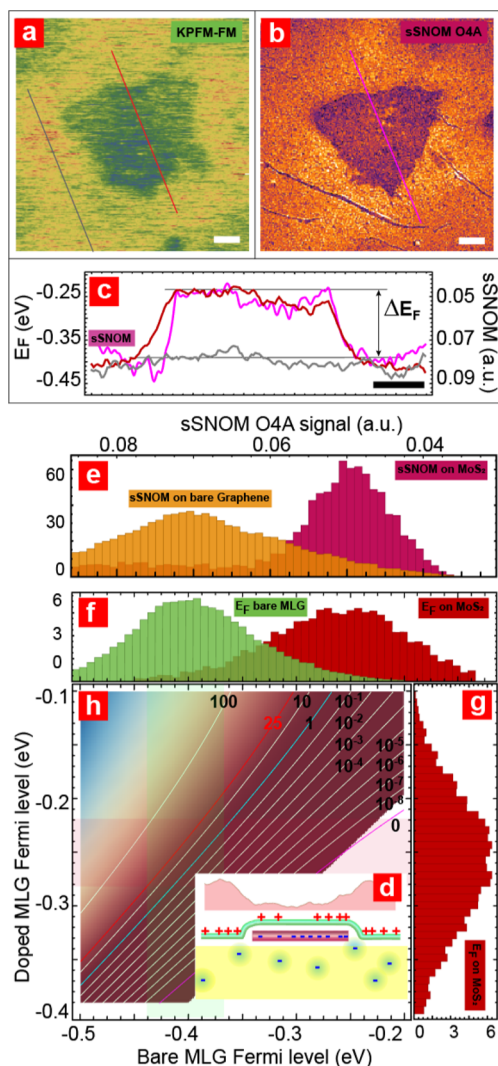 a
KPFM-FM
b
sSNOM O4A
c
E_F (eV)
-0.25
-0.35
-0.45
sSNOM
ΔE_F
0.05
0.07
0.09
sSNOM (a.u.)
sSNOM O4A signal (a.u.)
0.08 0.06 0.04
e
60
30
0
sSNOM on bare Graphene
sSNOM on MoS₂
f
6
3
0
E_F bare MLG
E_F on MoS₂
h
-0.1
-0.2
-0.3
-0.4
Doped MLG Fermi level (eV)
100 10 10⁻¹
25 1 10⁻²
10⁻³
10⁻⁴
10⁻⁵
10⁻⁶
10⁻⁸
0
d
-0.5 -0.4 -0.3 -0.2
Bare MLG Fermi level (eV)
g
E_F on MoS₂
0 3 6